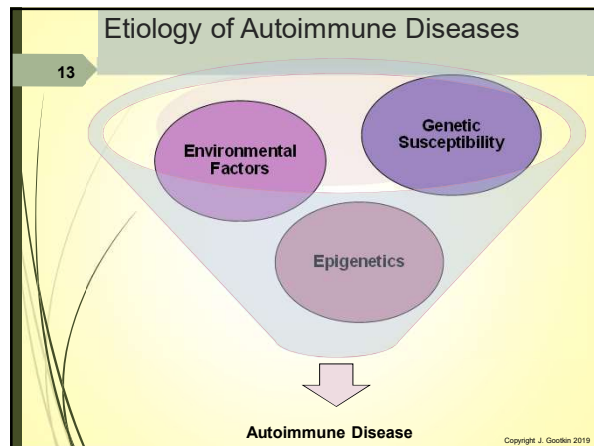 Etiology of Autoimmune Diseases
13
Environmental
Factors
Genetic
Susceptibility
Epigenetics
Autoimmune Disease
Copyright J. Gootkin 2019